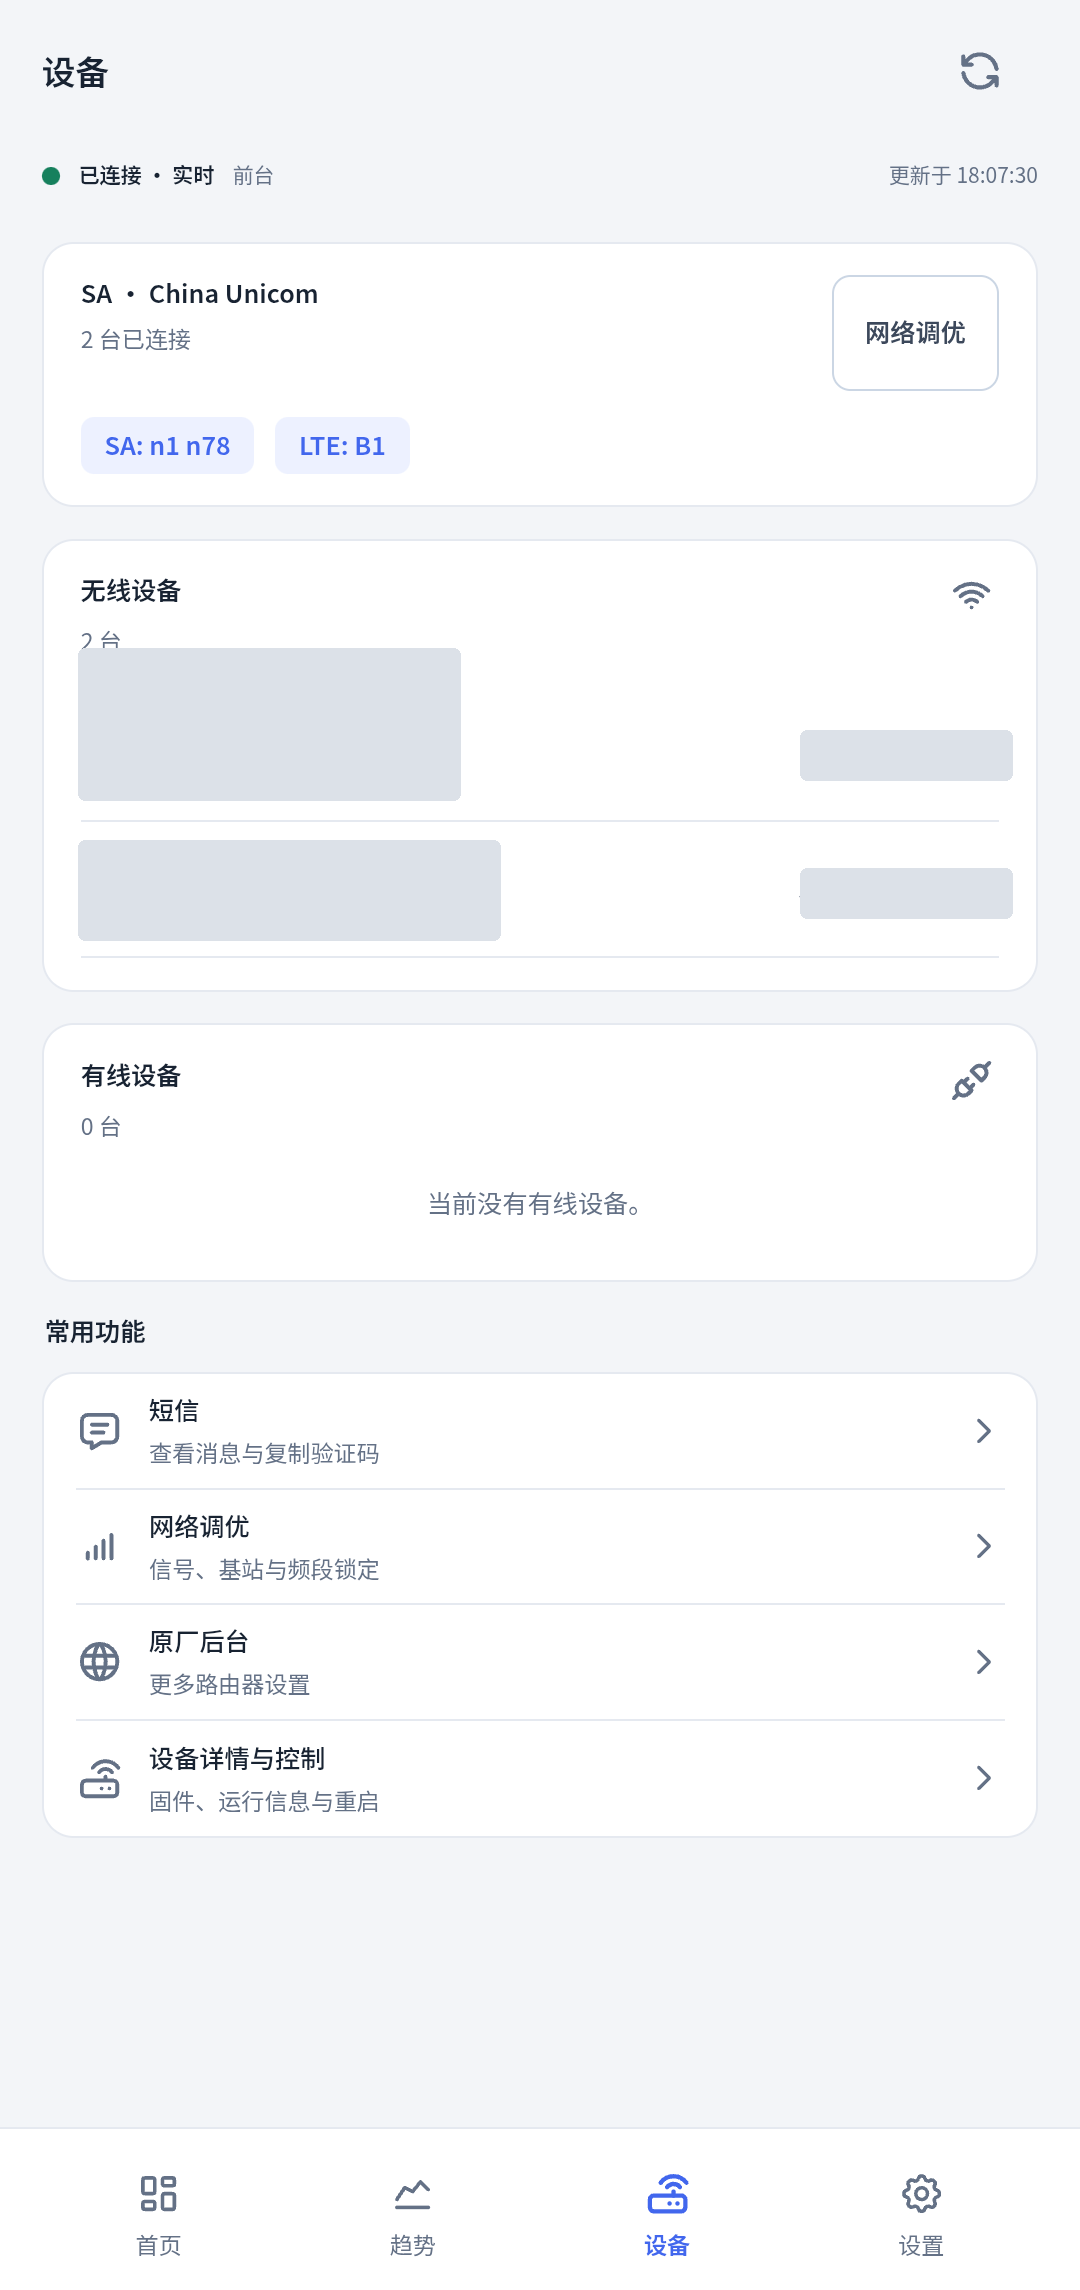 设备
已连接 · 实时 前台 更新于 18:07:30
SA · China Unicom
2 台已连接
网络调优
SA: n1 n78 LTE: B1
无线设备
2 台
有线设备
0 台
当前没有有线设备。
常用功能
短信
查看消息与复制验证码
网络调优
信号、基站与频段锁定
原厂后台
更多路由器设置
设备详情与控制
固件、运行信息与重启
首页 趋势 设备 设置